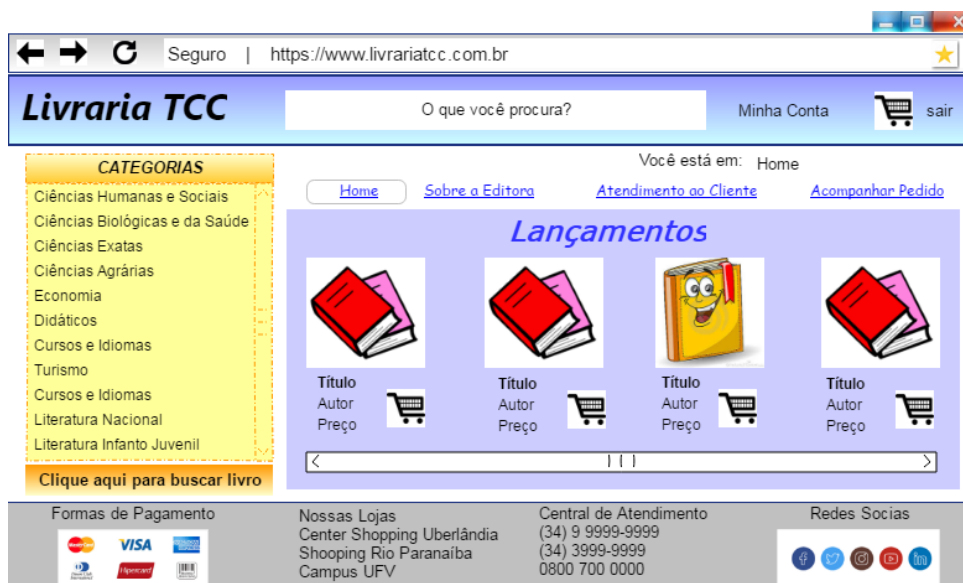 Seguro | https://www.livrariatcc.com.br
Livraria TCC
O que você procura?
Minha Conta
sair
CATEGORIAS
Ciências Humanas e Sociais
Ciências Biológicas e da Saúde
Ciências Exatas
Ciências Agrárias
Economia
Didáticos
Cursos e Idiomas
Turismo
Cursos e Idiomas
Literatura Nacional
Literatura Infanto Juvenil
Clique aqui para buscar livro
Você está em: Home
Home
Sobre a Editora
Atendimento ao Cliente
Acompanhar Pedido
Lançamentos
Título
Autor
Preço
Título
Autor
Preço
Título
Autor
Preço
Título
Autor
Preço
Formas de Pagamento
VISA
Hipercard
Nossas Lojas
Center Shopping Uberlândia
Shooping Rio Paranaíba
Campus UFV
Central de Atendimento
(34) 9 9999-9999
(34) 3999-9999
0800 700 0000
Redes Socias